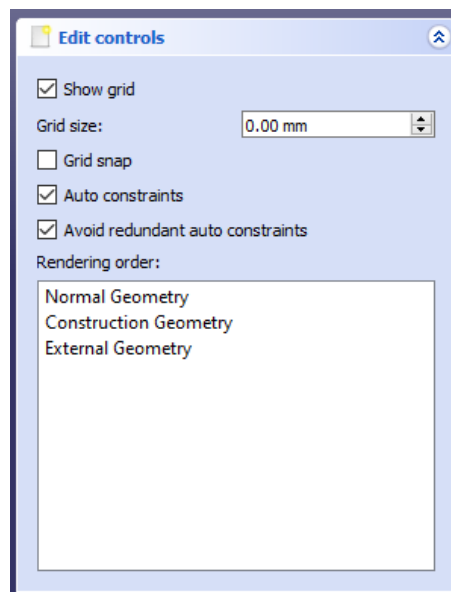 Edit controls
Show grid
Grid size: 0.00 mm
Grid snap
Auto constraints
Avoid redundant auto constraints
Rendering order:
Normal Geometry
Construction Geometry
External Geometry